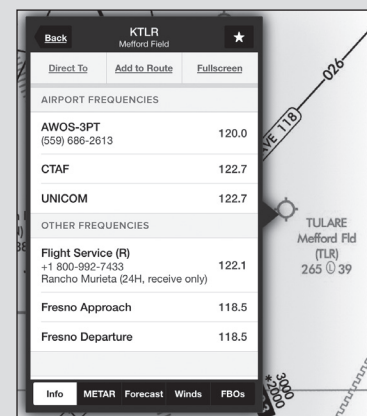 Back
KTLR
Mefford Field
★
Direct To
Add to Route
Fullscreen
AIRPORT FREQUENCIES
AWOS-3PT
(559) 686-2613
120.0
CTAF
122.7
UNICOM
122.7
OTHER FREQUENCIES
Flight Service (R)
+1 800-992-7433
Rancho Murieta (24H, receive only)
122.1
Fresno Approach
118.5
Fresno Departure
118.5
Info
METAR
Forecast
Winds
FBOs
026
AVE 118
TULARE
Mefford Fld
(TLR)
265 Ⓛ 39
3000
*2000